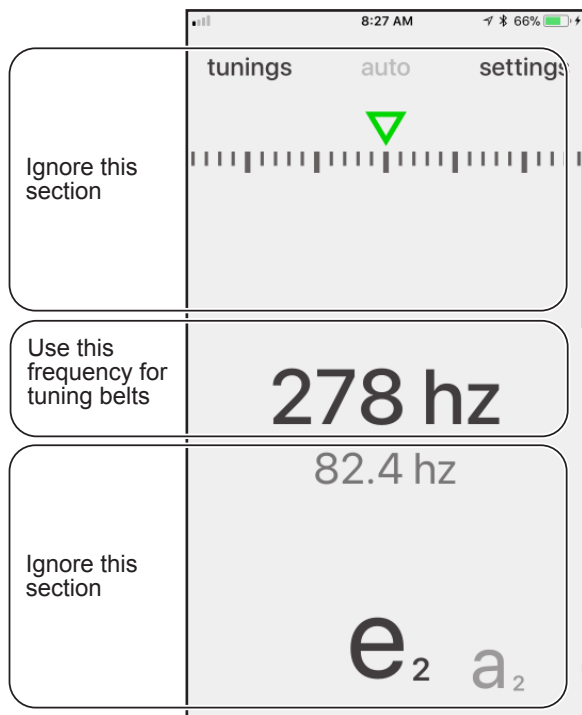 8:27 AM 66%
tunings auto settings
Ignore this
section
Use this
frequency for
tuning belts
278 hz
82.4 hz
Ignore this
section
e2 a2